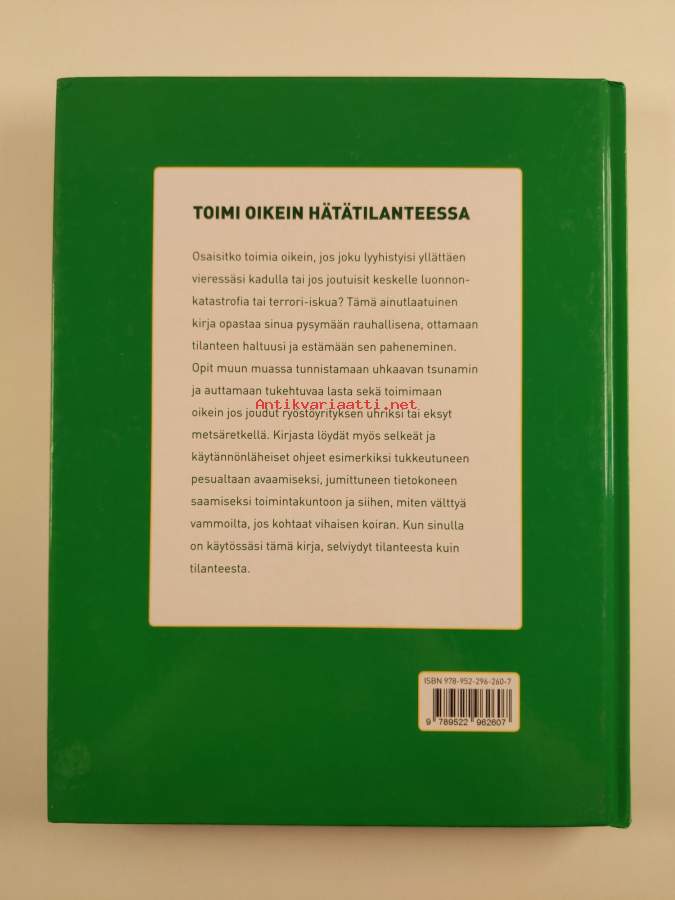 TOIMI OIKEIN HÄTÄTILANTEESSA
Osaisitko toimia oikein, jos joku lyyhistyisi yllättäen
vieressäsi kadulla tai jos joutuisit keskelle luonnon-
katastrofia tai terrori-iskua? Tämä ainutlaatuinen
kirja opastaa sinua pysymään rauhallisena, ottamaan
tilanteen haltuusi ja estämään sen paheneminen.
Opit muun muassa tunnistamaan uhkaavan tsunamin
ja auttamaan tukehtuvaa lasta sekä toimimaan
Antikvariaatti.net
oikein jos joudut ryöstöyrityksen uhriksi tai eksyt
metsäretkellä. Kirjasta löydät myös selkeät ja
käytännönläheiset ohjeet esimerkiksi tukkeutuneen
pesualtaan avaamiseksi, jumittuneen tietokoneen
saamiseksi toimintakuntoon ja siihen, miten välttyä
vammoilta, jos kohtaat vihaisen koiran. Kun sinulla
on käytössäsi tämä kirja, selviydyt tilanteesta kuin
tilanteesta.
ISBN 978-952-296-260-7
9 789522 962607